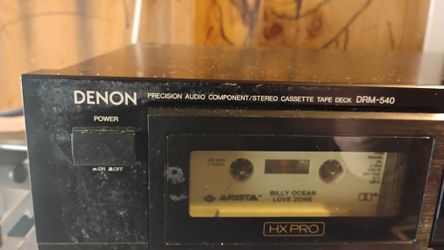 DENON PRECISION AUDIO COMPONENT/STEREO CASSETTE TAPE DECK DRM-540
POWER
ON OFF
ARISTA
BILLY OCEAN
LOVE ZONE
HX PRO